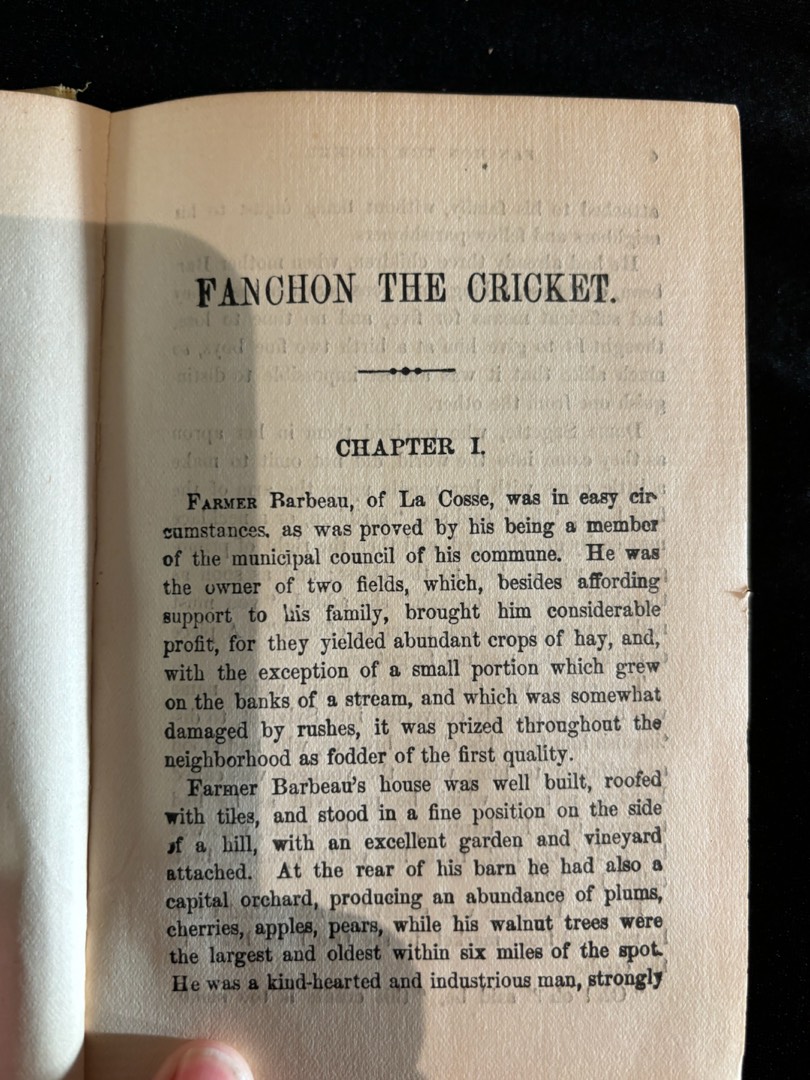 FANCHON THE CRICKET.
CHAPTER I.
FARMER Barbeau, of La Cosse, was in easy cir-
cumstances, as was proved by his being a member
of the municipal council of his commune. He was
the owner of two fields, which, besides affording
support to his family, brought him considerable
profit, for they yielded abundant crops of hay, and,
with the exception of a small portion which grew
on the banks of a stream, and which was somewhat
damaged by rushes, it was prized throughout the
neighborhood as fodder of the first quality.
Farmer Barbeau's house was well built, roofed
with tiles, and stood in a fine position on the side
of a hill, with an excellent garden and vineyard
attached. At the rear of his barn he had also a
capital orchard, producing an abundance of plums,
cherries, apples, pears, while his walnut trees were
the largest and oldest within six miles of the spot.
He was a kind-hearted and industrious man, strongly